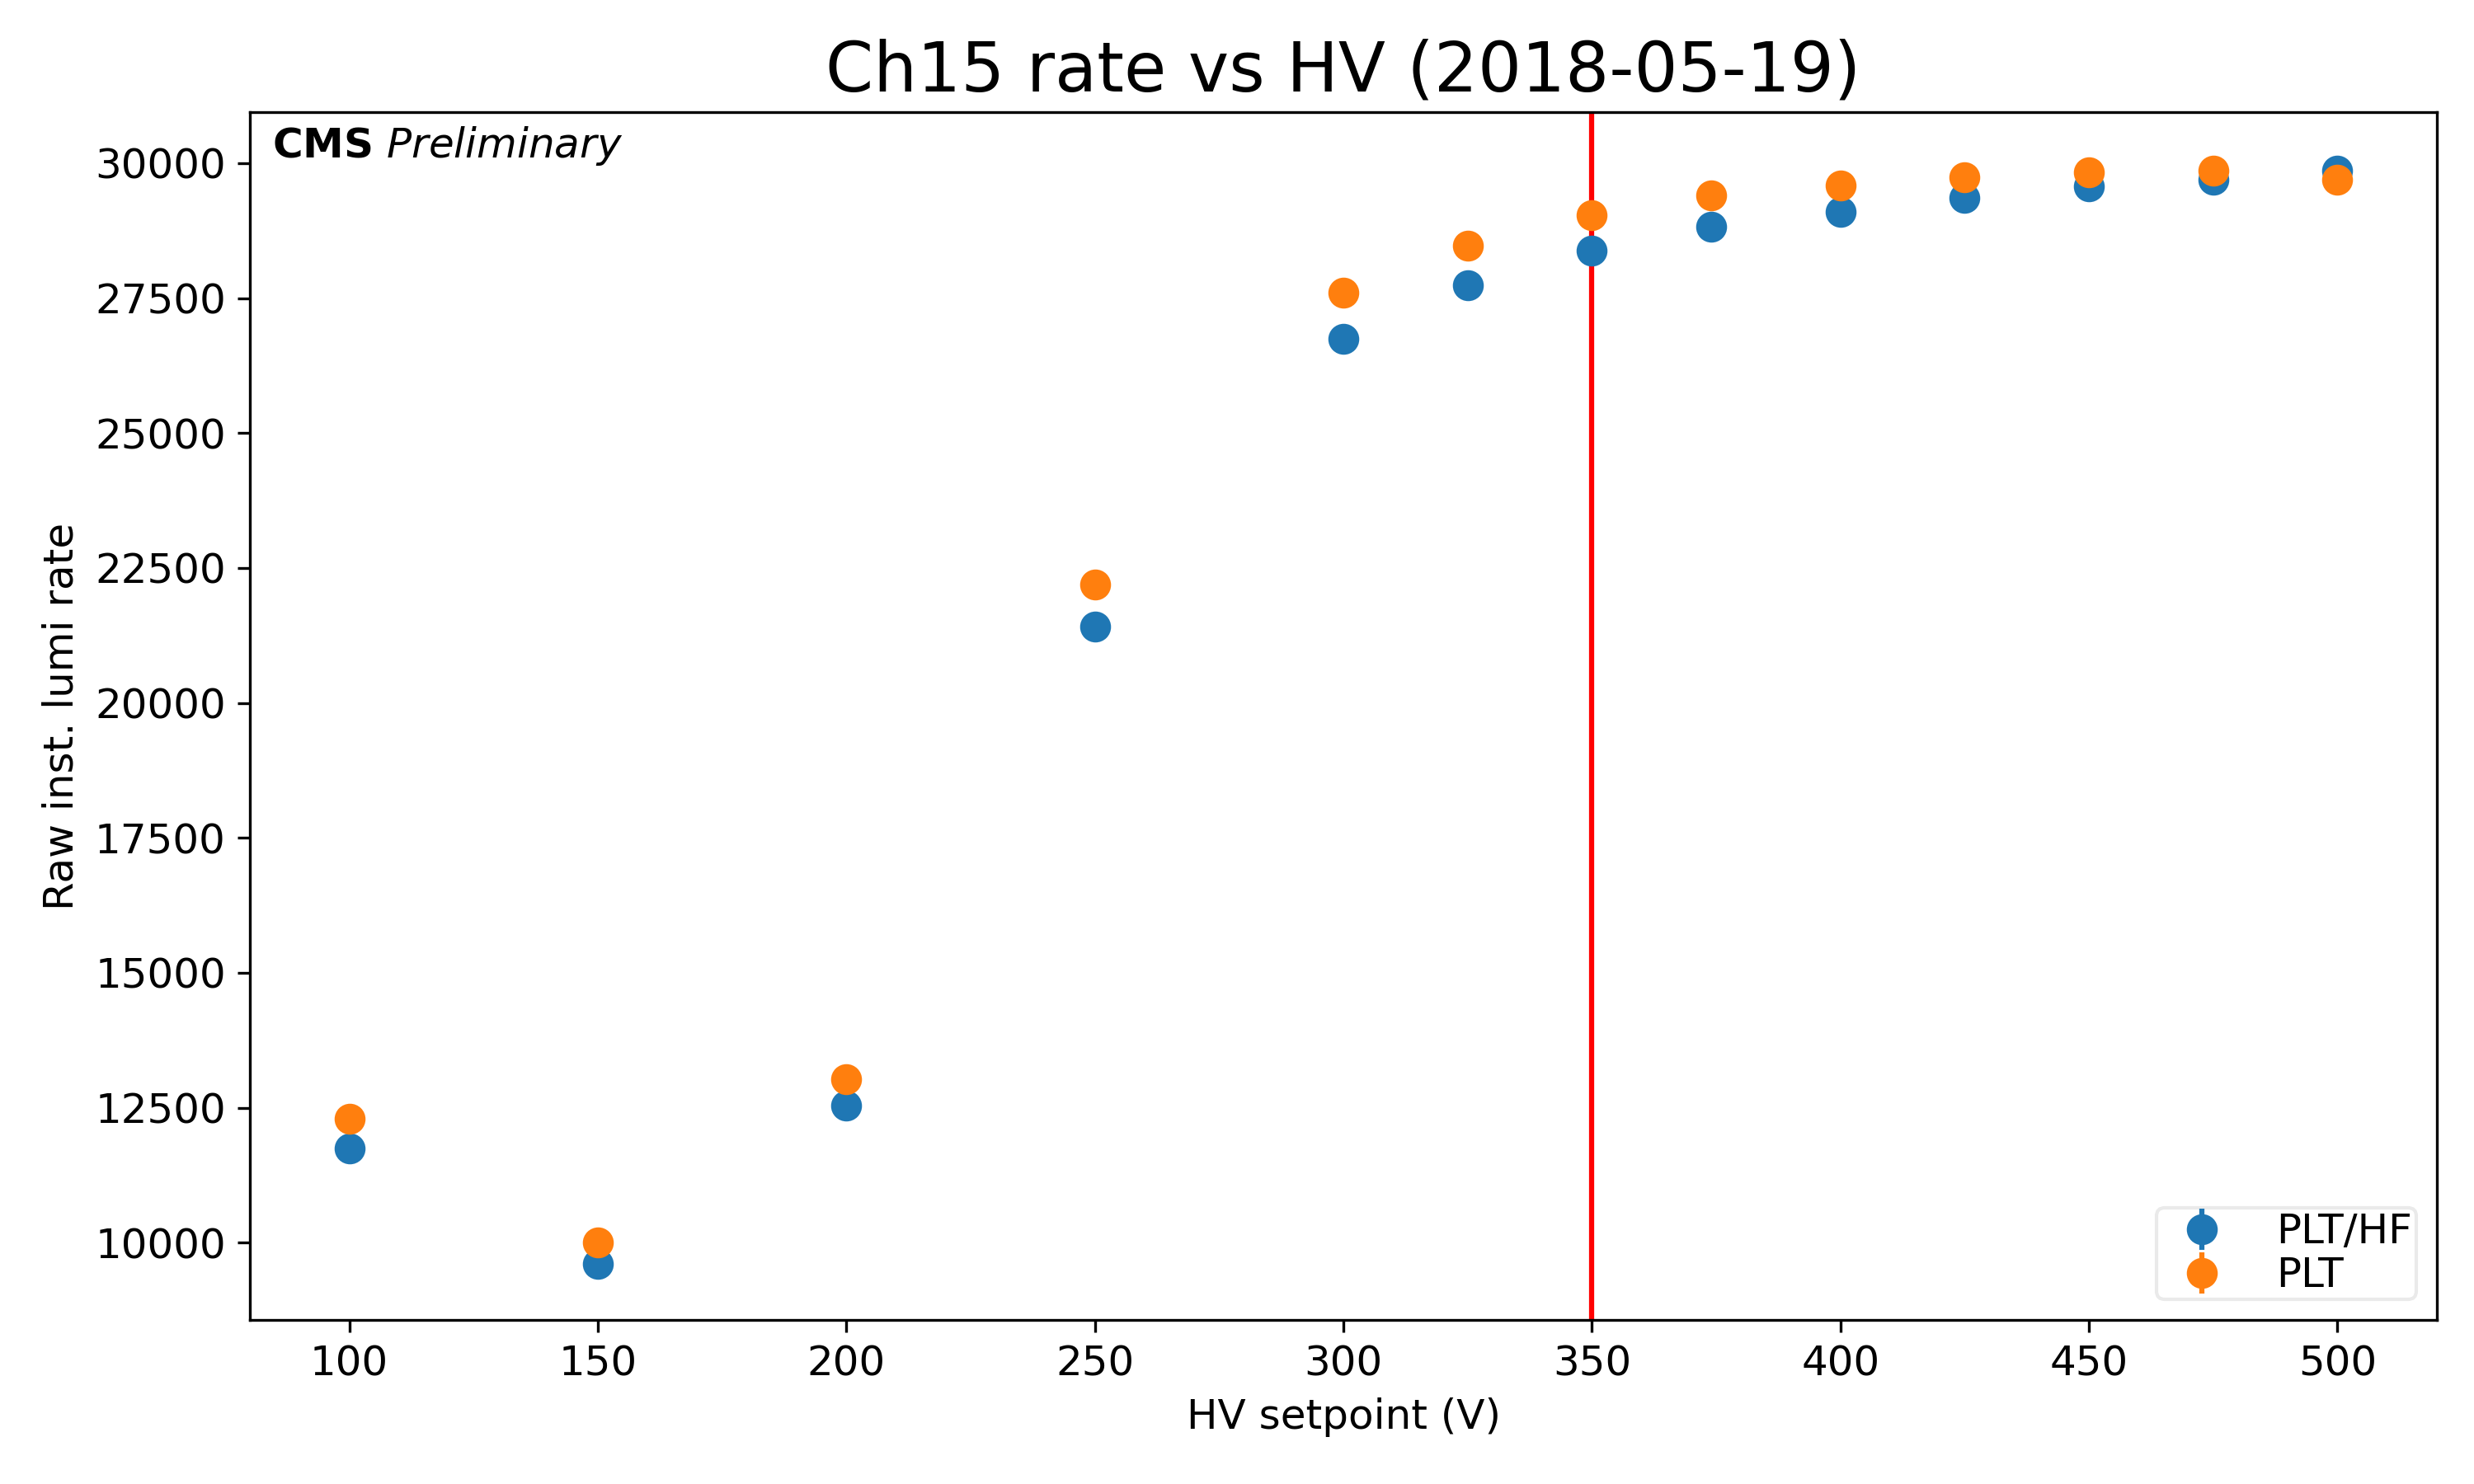 Ch15 rate vs HV (2018-05-19)
CMS Preliminary
30000
27500
25000
22500
20000
17500
15000
12500
10000
Raw inst. lumi rate
PLT/HF
PLT
100 150 200 250 300 350 400 450 500
HV setpoint (V)